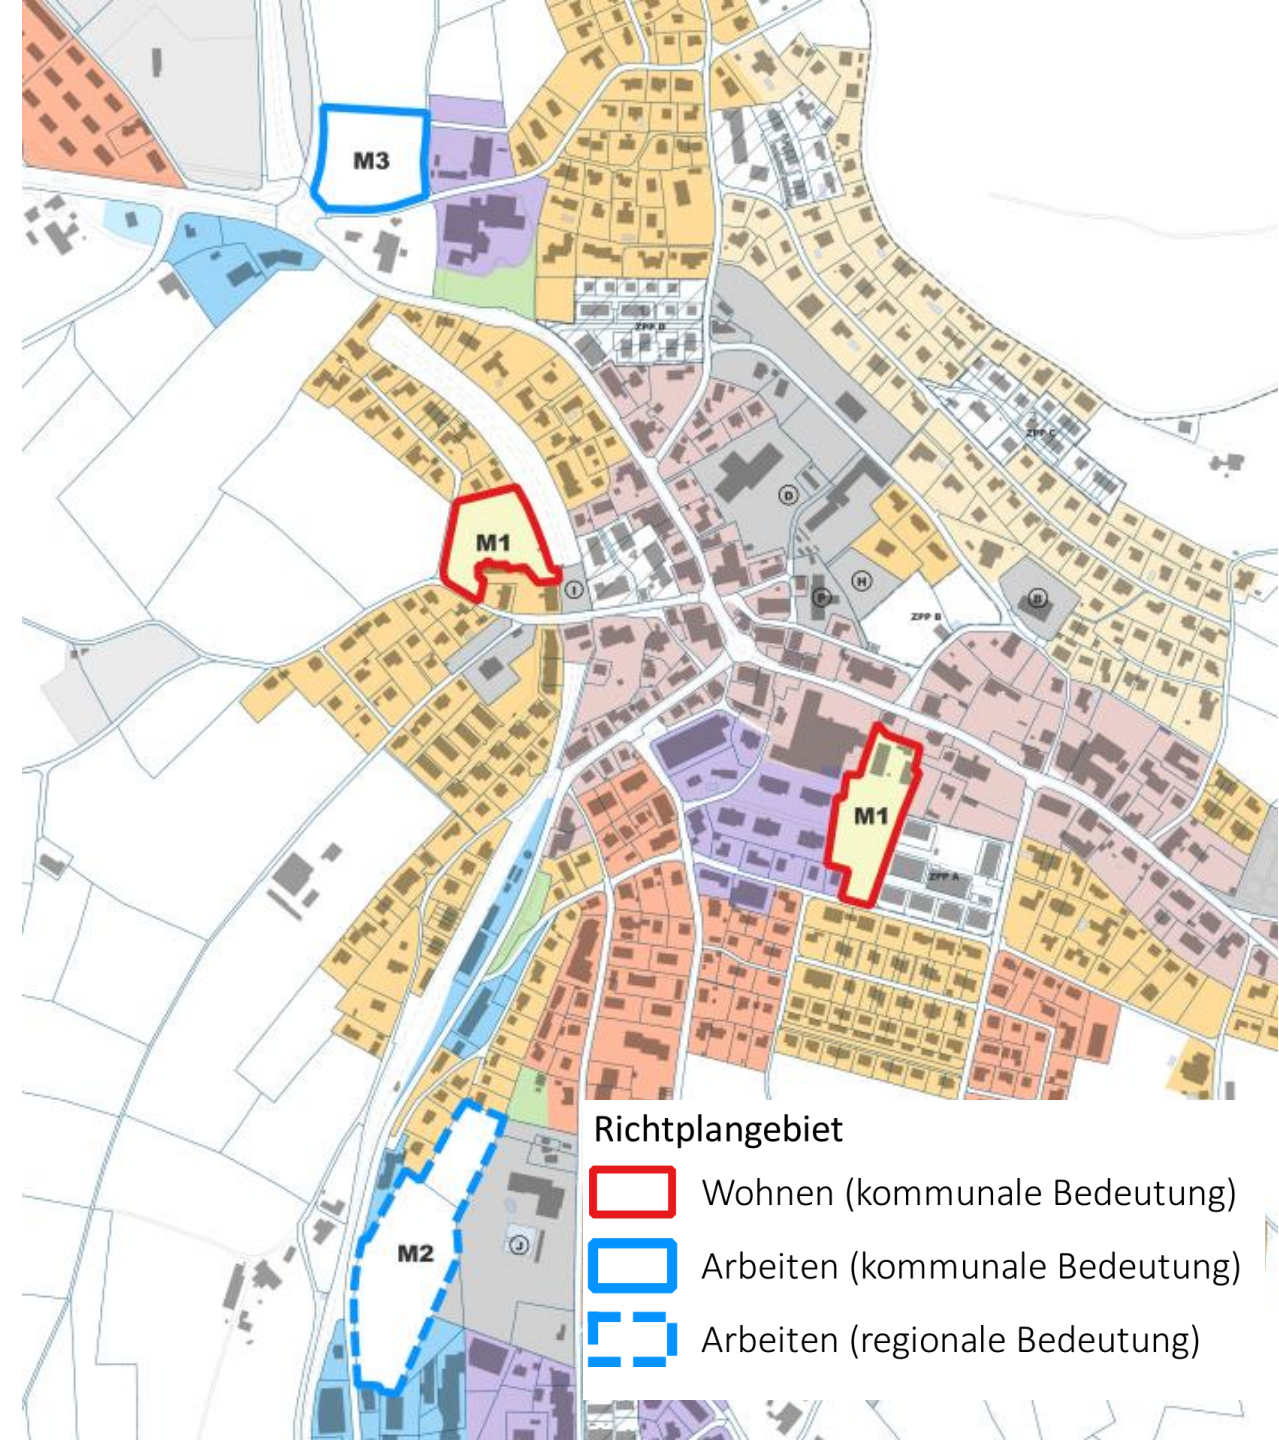 M3
ZPP D
ZPP C
D
M1
I
H
P
B
ZPP B
M1
ZPP A
J
M2
Richtplangebiet
Wohnen (kommunale Bedeutung)
Arbeiten (kommunale Bedeutung)
Arbeiten (regionale Bedeutung)